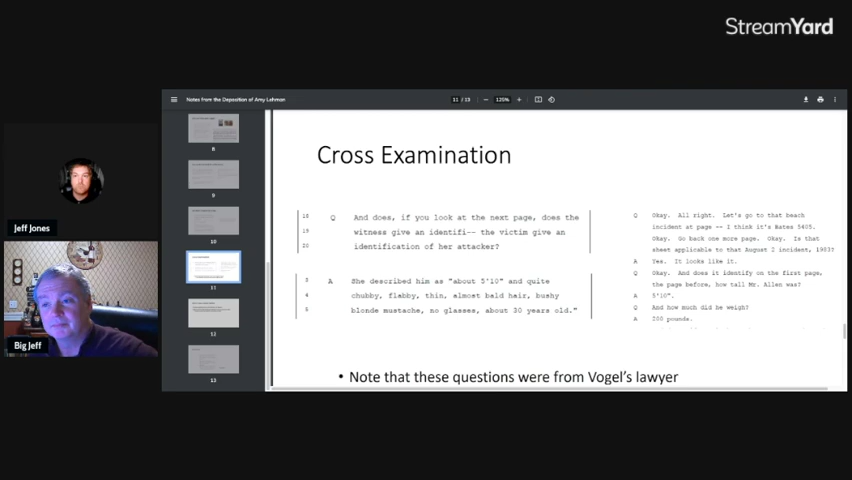 StreamYard
Notes from the Deposition of Amy Lehman
11 / 13
125%
8
9
10
11
12
13
Jeff Jones
Big Jeff
Cross Examination
18 Q And does, if you look at the next page, does the
19 witness give an identifi-- the victim give an
20 identification of her attacker?
3 A She described him as "about 5'10" and quite
4 chubby, flabby, thin, almost bald hair, bushy
5 blonde mustache, no glasses, about 30 years old."
Q Okay. All right. Let's go to that beach
incident at page -- I think it's Bates 5405.
Okay. Go back one more page. Okay. Is that
sheet applicable to that August 2 incident, 1983?
A Yes. It looks like it.
Q Okay. And does it identify on the first page,
the page before, how tall Mr. Allen was?
A 5'10".
Q And how much did he weigh?
A 200 pounds.
• Note that these questions were from Vogel's lawyer